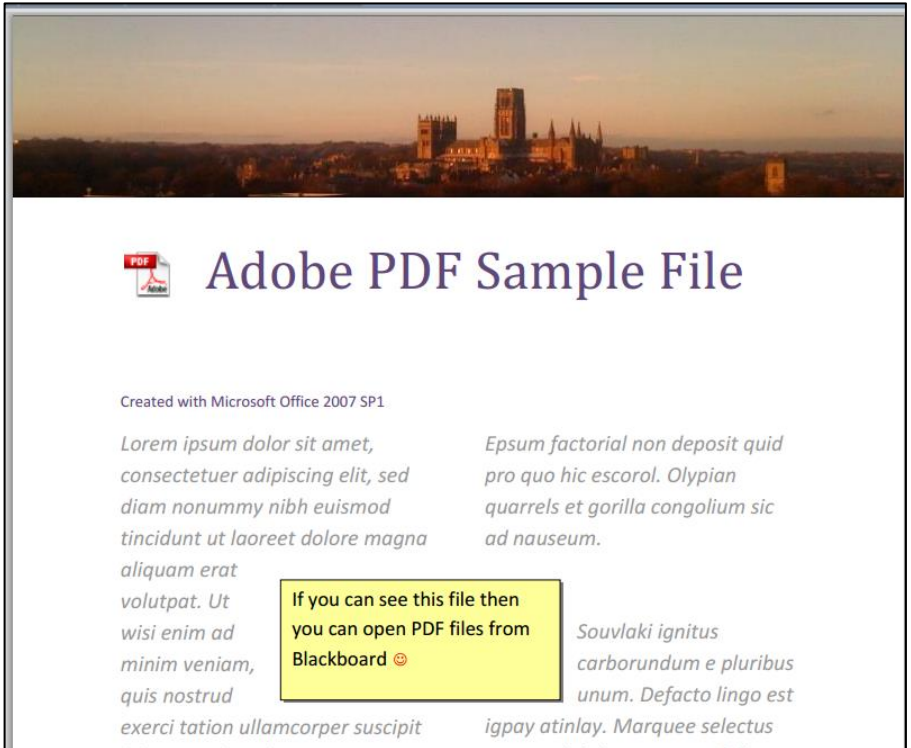 PDF
Adobe
Adobe PDF Sample File
Created with Microsoft Office 2007 SP1
Lorem ipsum dolor sit amet,
consectetuer adipiscing elit, sed
diam nonummy nibh euismod
tincidunt ut laoreet dolore magna
aliquam erat
volutpat. Ut
wisi enim ad
minim veniam,
quis nostrud
exerci tation ullamcorper suscipit
If you can see this file then
you can open PDF files from
Blackboard ☺
Epsum factorial non deposit quid
pro quo hic escorol. Olypian
quarrels et gorilla congolium sic
ad nauseum.
Souvlaki ignitus
carborundum e pluribus
unum. Defacto lingo est
igpay atinlay. Marquee selectus